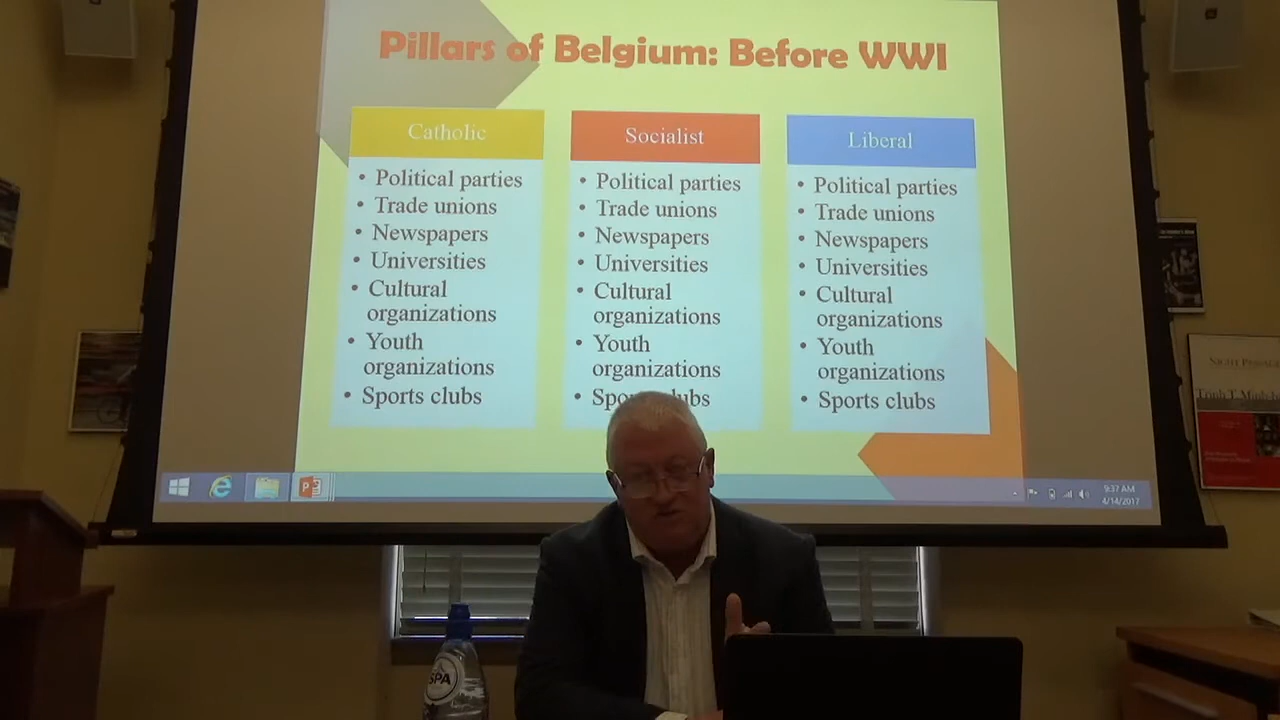 Pillars of Belgium: Before WWI
Catholic
• Political parties
• Trade unions
• Newspapers
• Universities
• Cultural
organizations
• Youth
organizations
• Sports clubs
Socialist
• Political parties
• Trade unions
• Newspapers
• Universities
• Cultural
organizations
• Youth
organizations
Liberal
• Political parties
• Trade unions
• Newspapers
• Universities
• Cultural
organizations
• Youth
organizations
• Sports clubs
9:37 AM
4/14/2017
SPA